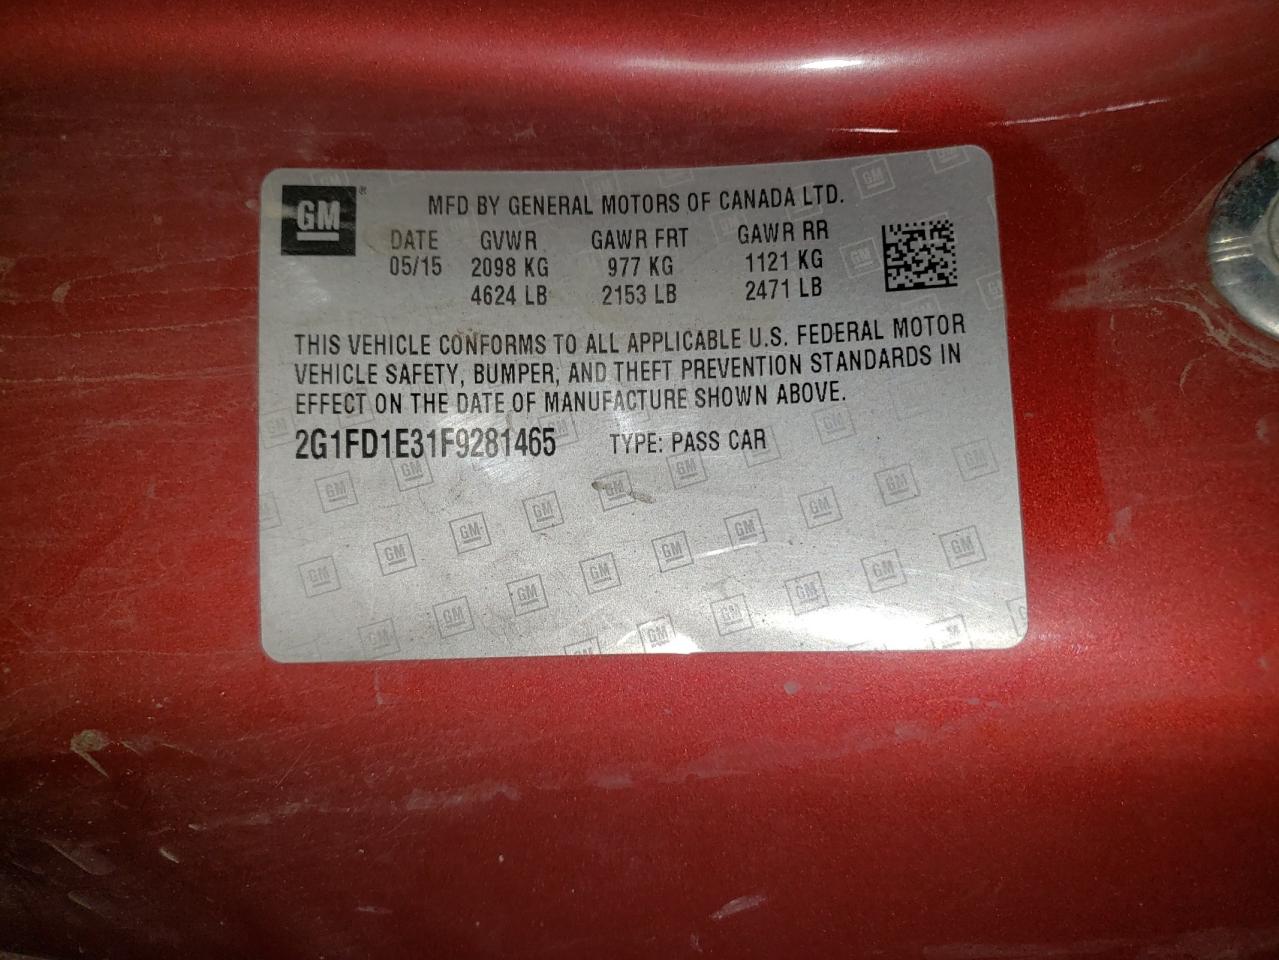 GM®
MFD BY GENERAL MOTORS OF CANADA LTD.
DATE GVWR GAWR FRT GAWR RR
05/15 2098 KG 977 KG 1121 KG
4624 LB 2153 LB 2471 LB
THIS VEHICLE CONFORMS TO ALL APPLICABLE U.S. FEDERAL MOTOR
VEHICLE SAFETY, BUMPER, AND THEFT PREVENTION STANDARDS IN
EFFECT ON THE DATE OF MANUFACTURE SHOWN ABOVE.
2G1FD1E31F9281465 TYPE: PASS CAR